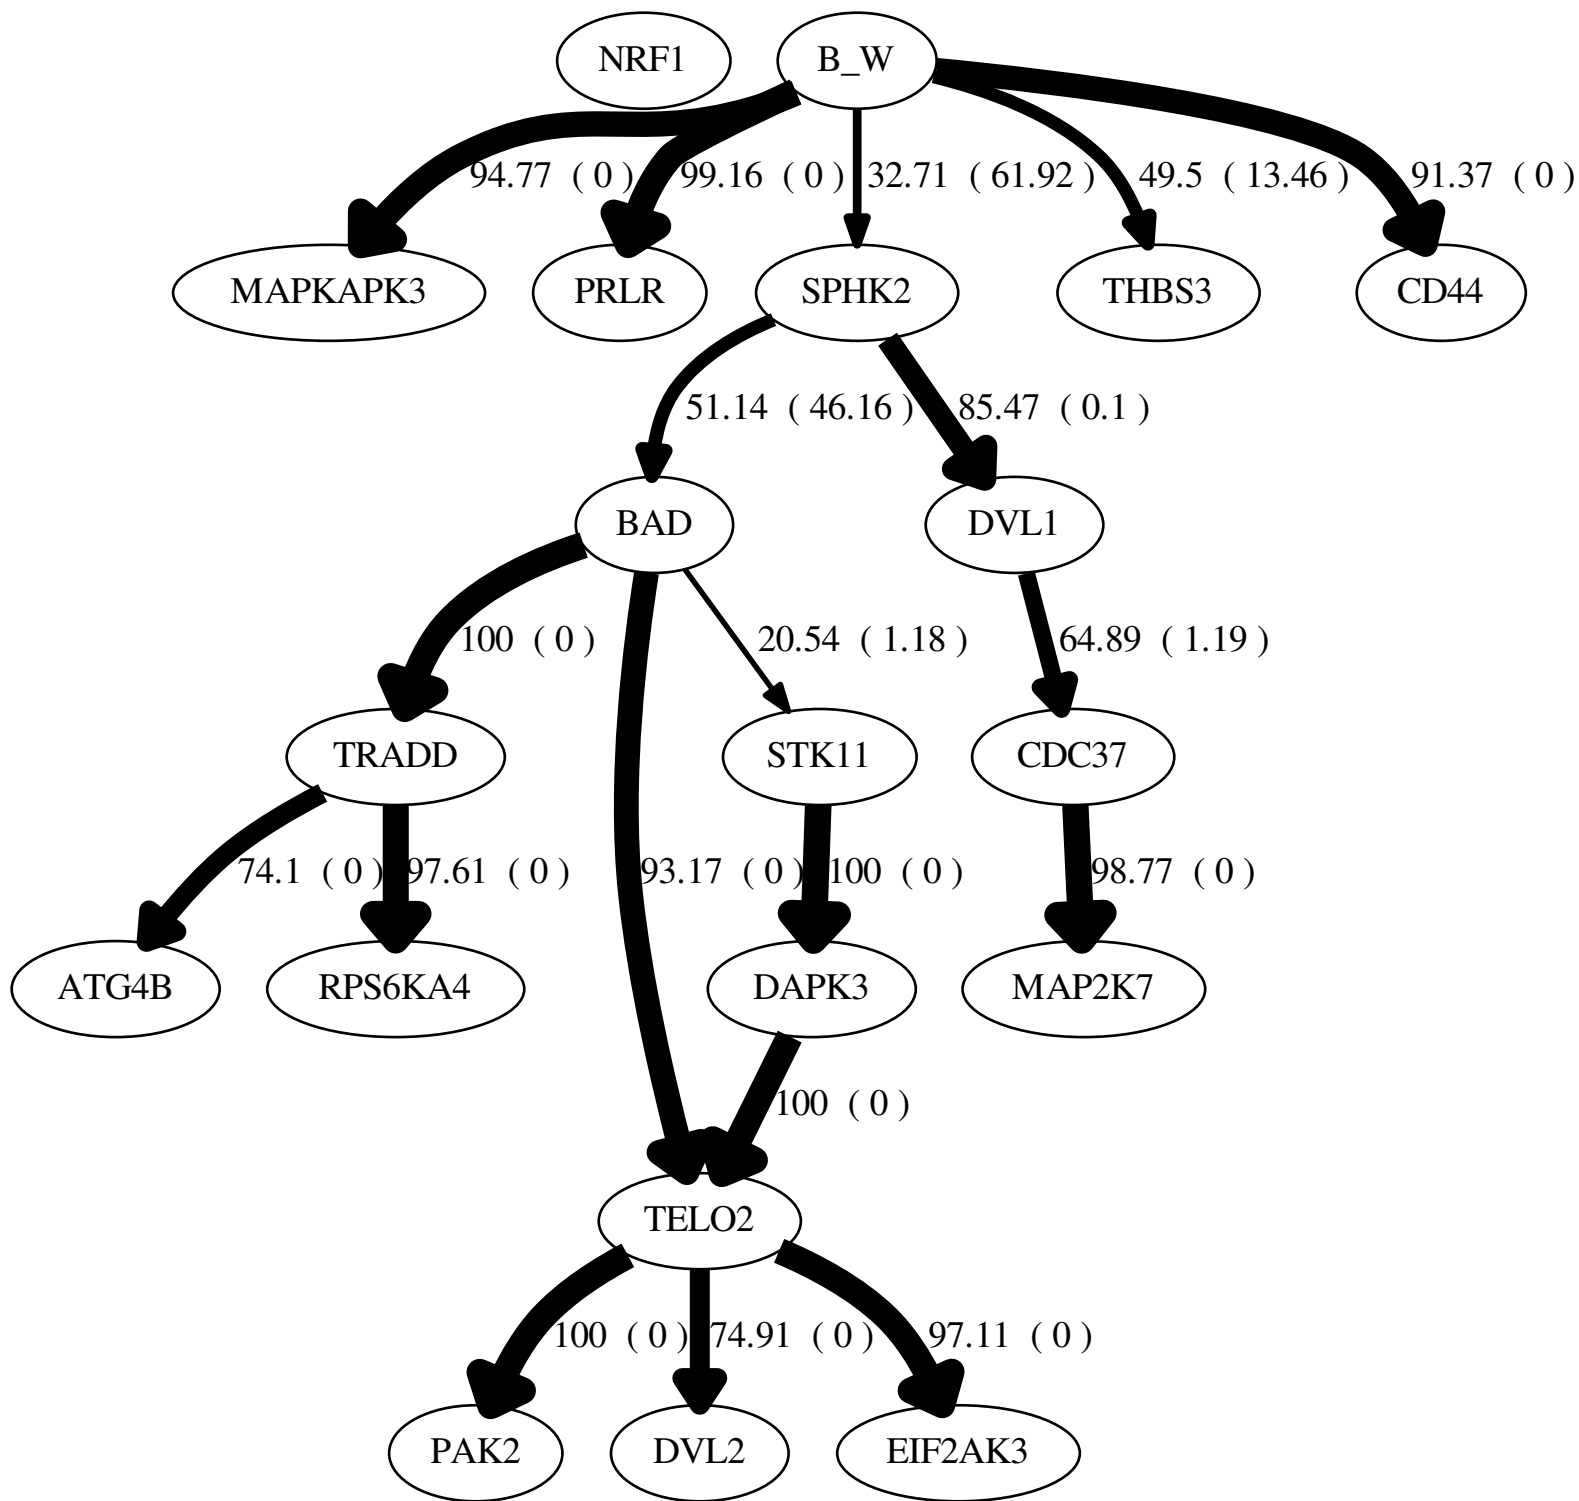 NRF1 B_W
94.77 ( 0 ) 99.16 ( 0 ) 32.71 ( 61.92 ) 49.5 ( 13.46 ) 91.37 ( 0 )
MAPKAPK3 PRLR SPHK2 THBS3 CD44
51.14 ( 46.16 ) 85.47 ( 0.1 )
BAD DVL1
100 ( 0 ) 20.54 ( 1.18 ) 64.89 ( 1.19 )
TRADD STK11 CDC37
74.1 ( 0 ) 97.61 ( 0 ) 93.17 ( 0 ) 100 ( 0 ) 98.77 ( 0 )
ATG4B RPS6KA4 DAPK3 MAP2K7
100 ( 0 )
TELO2
100 ( 0 ) 74.91 ( 0 ) 97.11 ( 0 )
PAK2 DVL2 EIF2AK3